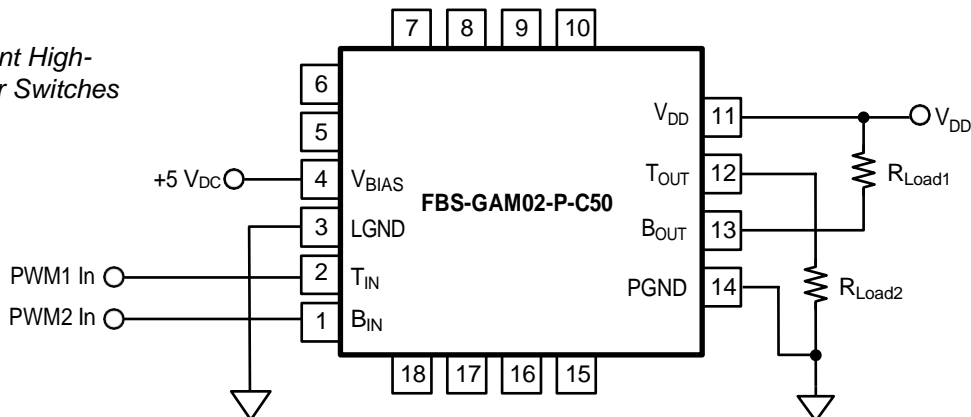 nt High-
r Switches
7 8 9 10
6
5
+5 VDC 4 VBIAS
3 LGND
PWM1 In 2 TIN
PWM2 In 1 BIN
FBS-GAM02-P-C50
VDD 11 VDD
TOUT 12
RLoad1
BOUT 13
PGND 14
RLoad2
18 17 16 15